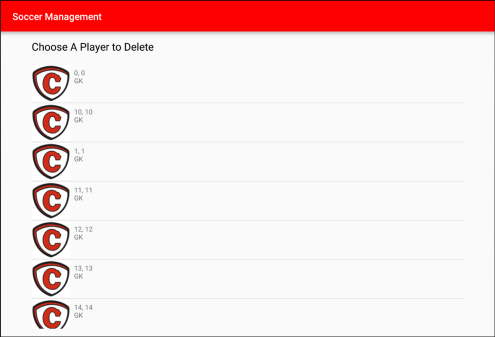 Soccer Management
Choose A Player to Delete
C
0, 0
GK
C
10, 10
GK
C
1, 1
GK
C
11, 11
GK
C
12, 12
GK
C
13, 13
GK
C
14, 14
GK